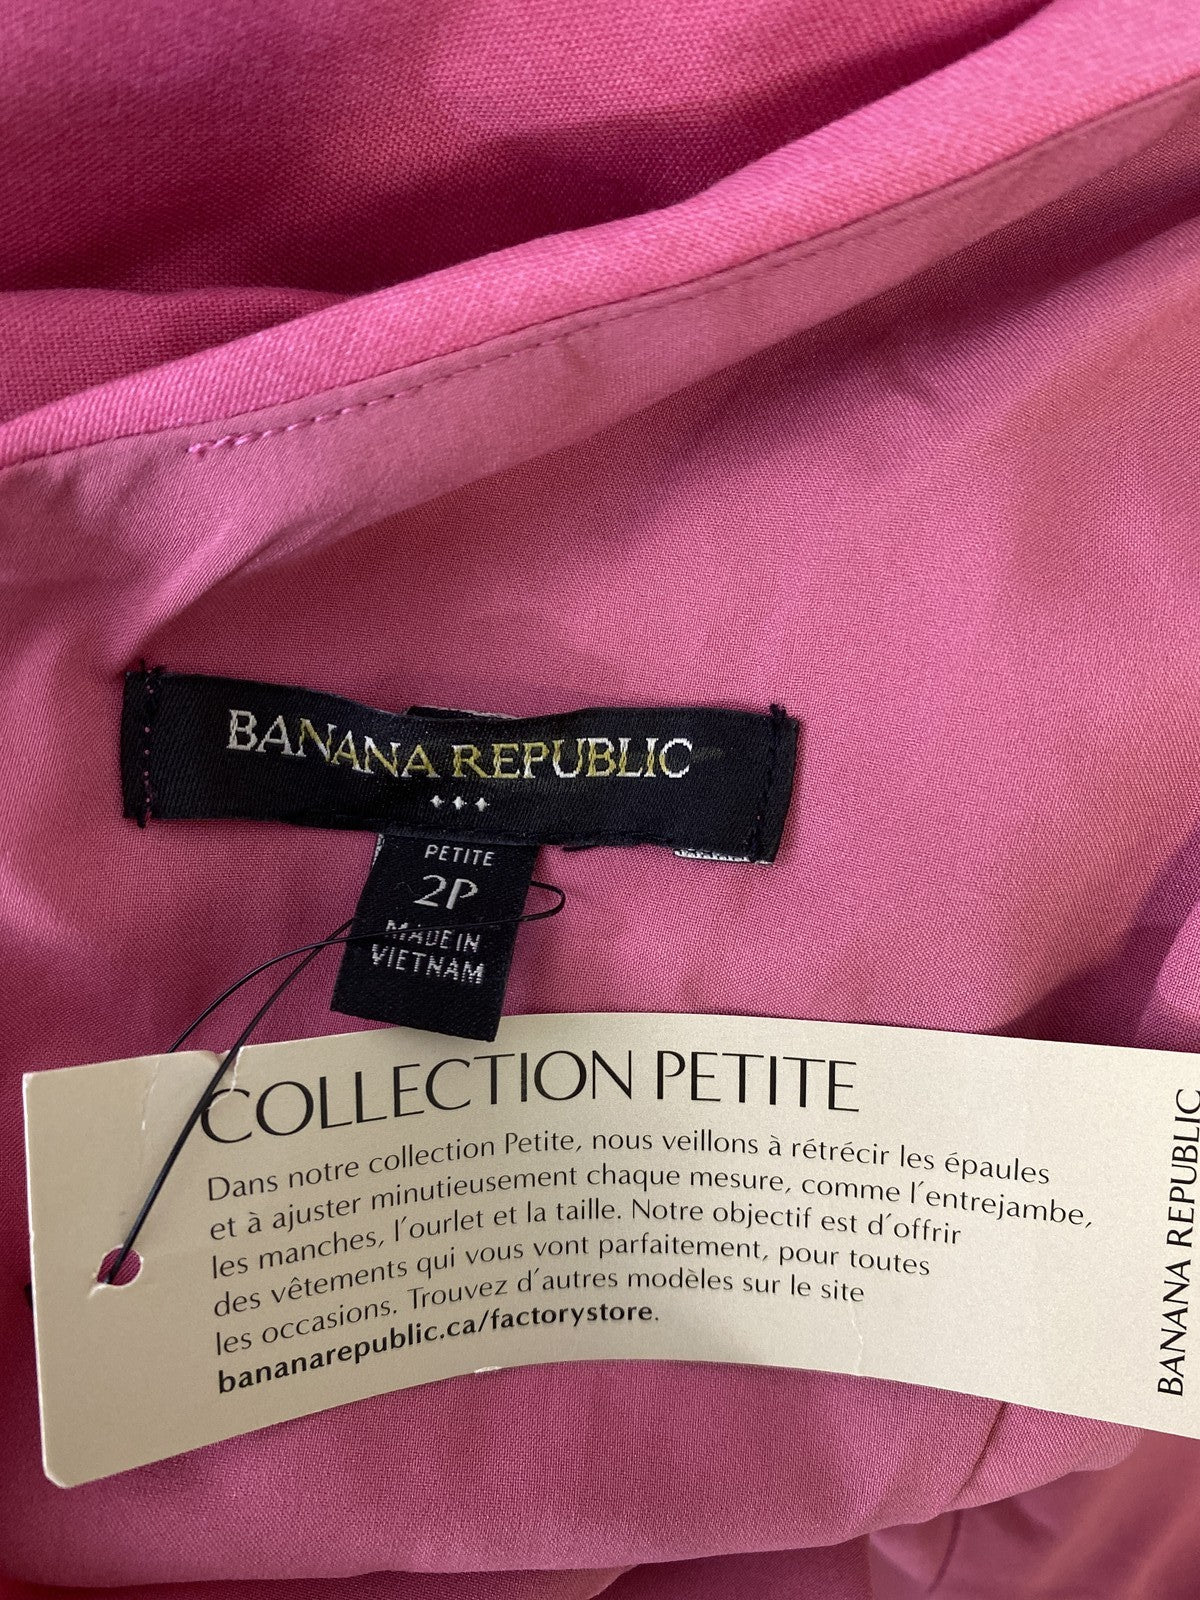 BANANA REPUBLIC
PETITE
2P
MADE IN
VIETNAM
COLLECTION PETITE
Dans notre collection Petite, nous veillons à rétrécir les épaules
et à ajuster minutieusement chaque mesure, comme l'entrejambe,
les manches, l'ourlet et la taille. Notre objectif est d'offrir
des vêtements qui vous vont parfaitement, pour toutes
les occasions. Trouvez d'autres modèles sur le site
bananarepublic.ca/factorystore.
BANANA REPUBLIC